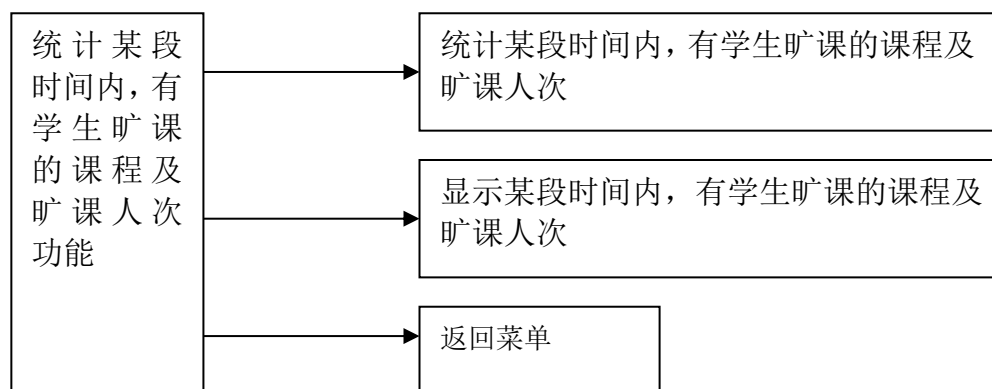 统计某段
时间内，有
学生旷课
的课程及
旷课人次
功能
统计某段时间内，有学生旷课的课程及
旷课人次
显示某段时间内，有学生旷课的课程及
旷课人次
返回菜单